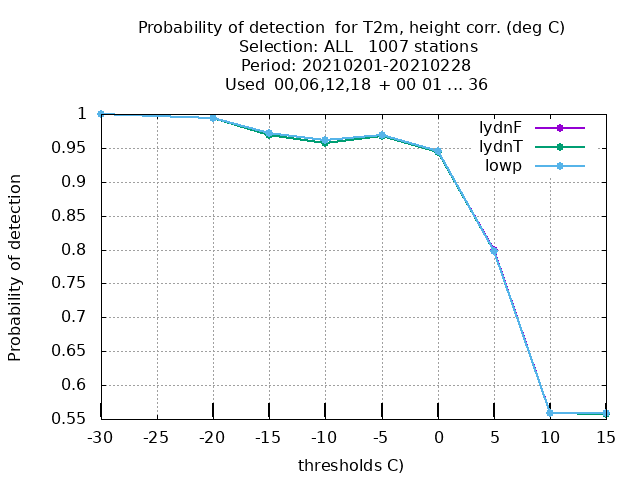 Probability of detection  for T2m, height corr. (deg C)
Selection: ALL   1007 stations
Period: 20210201-20210228
Used  00,06,12,18  + 00 01 ... 36
1
0.95
0.9
0.85
0.8
0.75
0.7
0.65
0.6
0.55
Probability of detection
lydnF
lydnT
lowp
-30 -25 -20 -15 -10 -5 0 5 10 15
thresholds C)